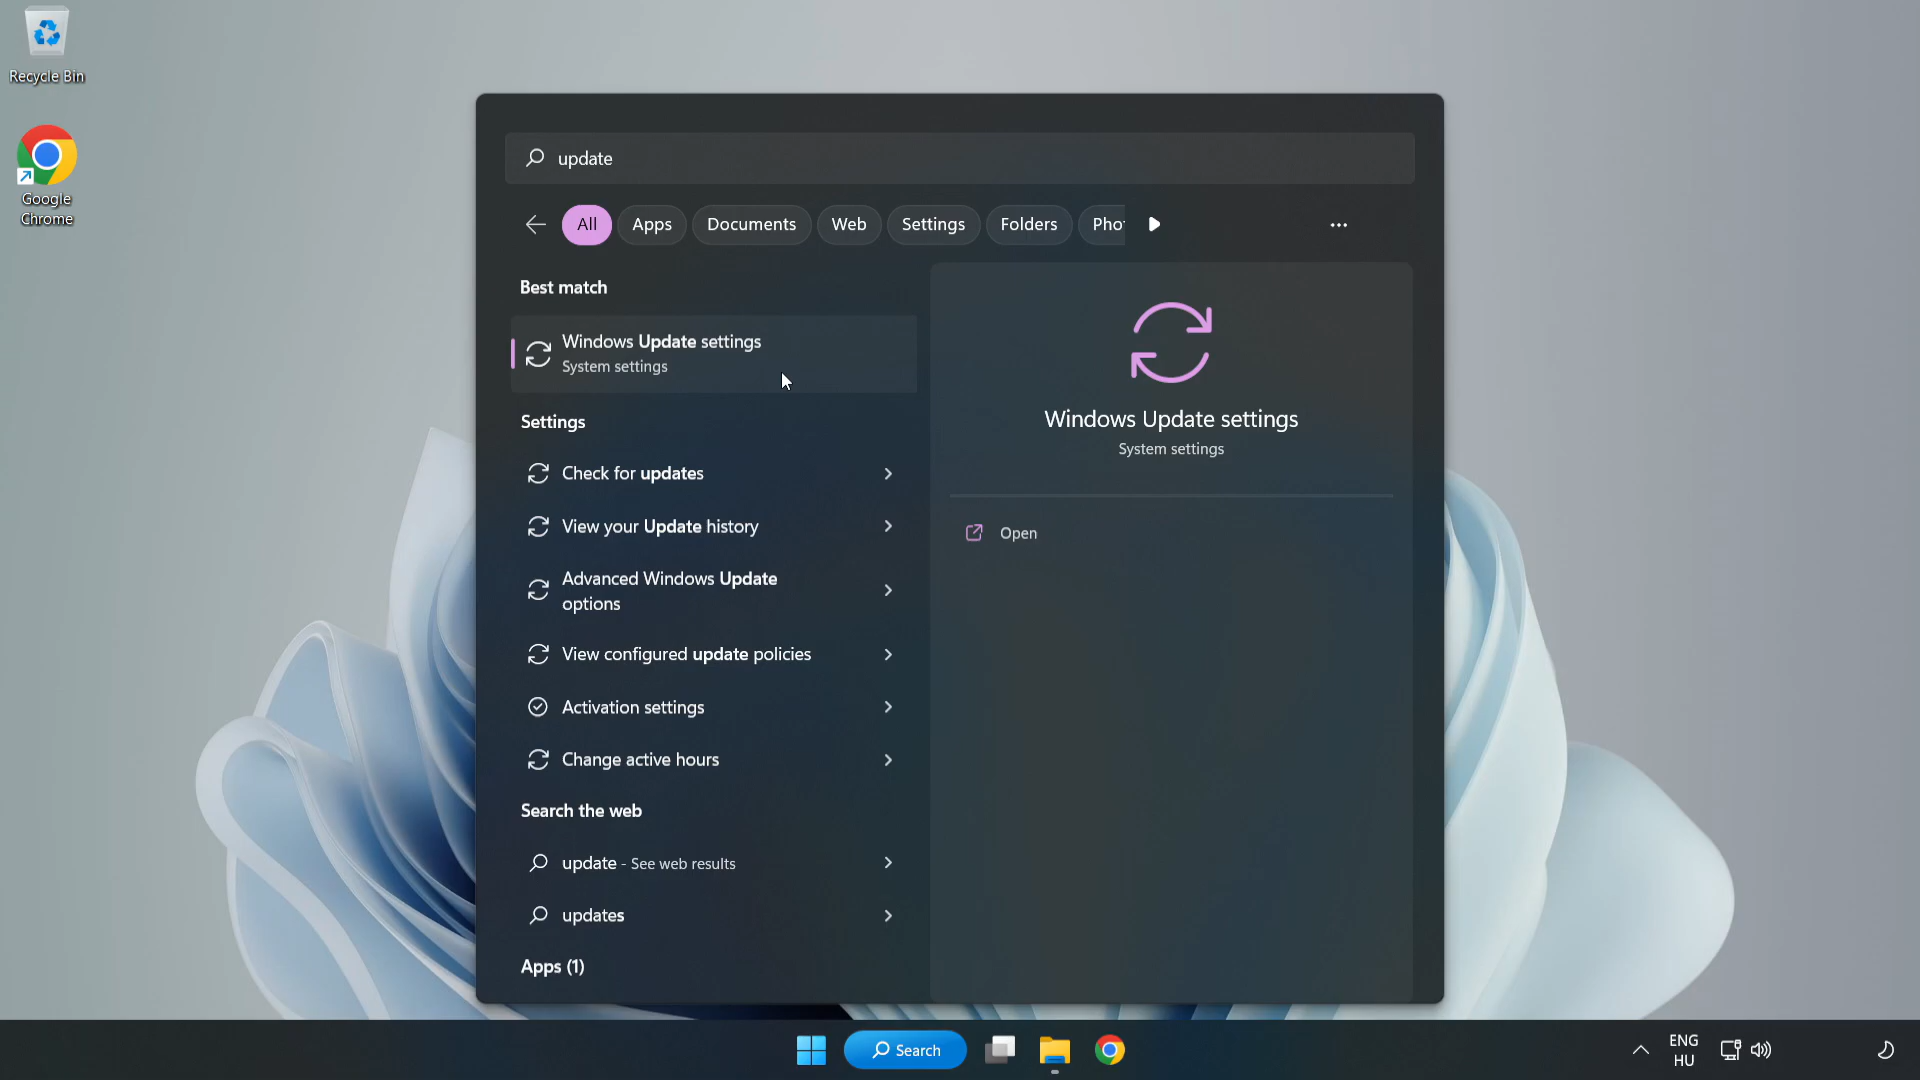 Recycle Bin
Google
Chrome
update
All
Apps
Documents
Web
Settings
Folders
Best match
Windows Update settings
System settings
Settings
Check for updates
View your Update history
Advanced Windows Update
options
View configured update policies
Activation settings
Change active hours
Search the web
update - See web results
updates
Apps (1)
Windows Update settings
System settings
Open
Search
ENG
HU